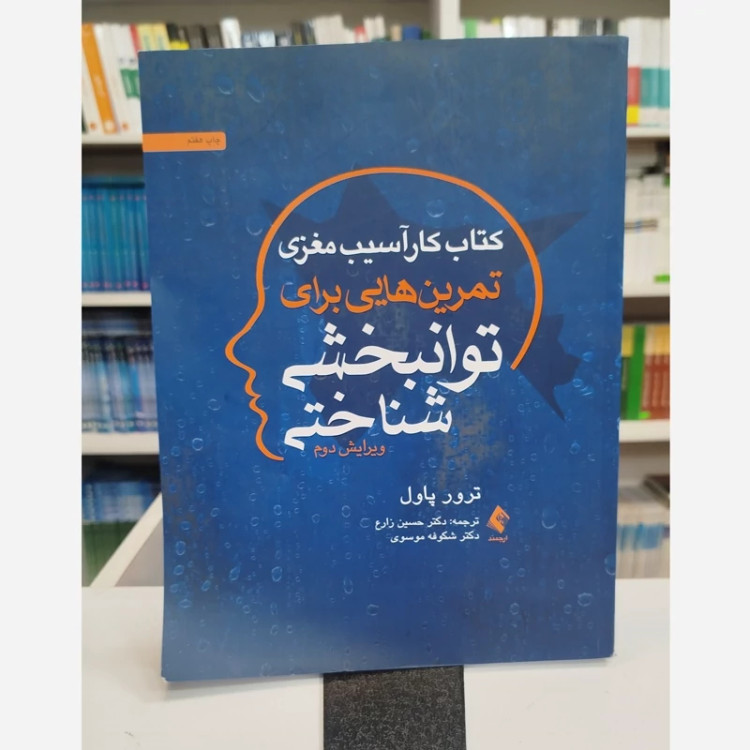 چاپ هفتم
کتاب کار آسیب مغزی
تمرین‌هایی برای
توانبخشی
شناختی
ویرایش دوم
ترور پاول
ترجمه: دکتر حسین زارع
دکتر شکوفه موسوی
ارجمند